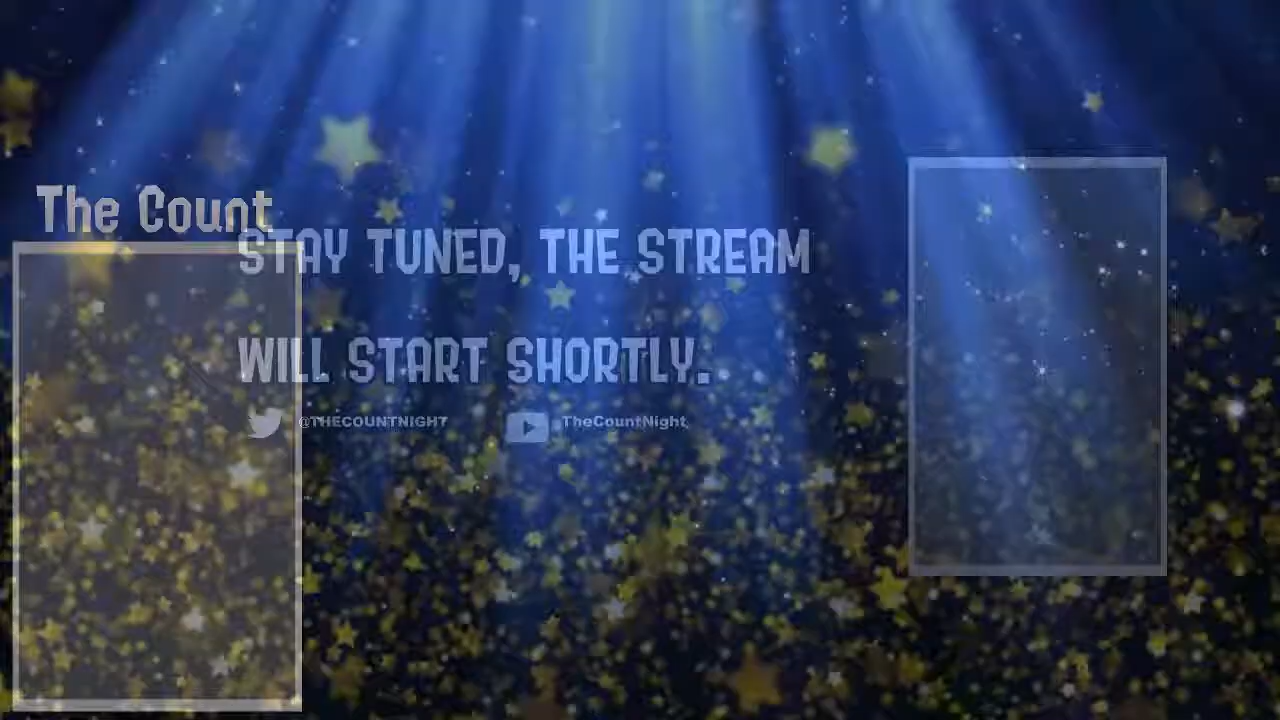 The Count
STAY TUNED, THE STREAM
WILL START SHORTLY.
@THECOUNTNIGHT
TheCountNight